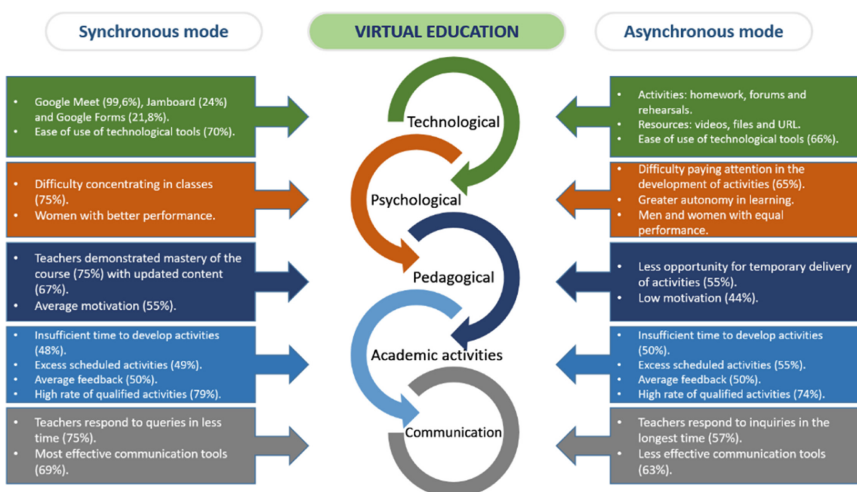 Synchronous mode
VIRTUAL EDUCATION
Asynchronous mode
• Google Meet (99,6%), Jamboard (24%)
and Google Forms (21,8%).
• Ease of use of technological tools (70%).
Technological
• Activities: homework, forums and
rehearsals.
• Resources: videos, files and URL.
• Ease of use of technological tools (66%).
• Difficulty concentrating in classes
(75%).
• Women with better performance.
Psychological
• Difficulty paying attention in the
development of activities (65%).
• Greater autonomy in learning.
• Men and women with equal
performance.
• Teachers demonstrated mastery of the
course (75%) with updated content
(67%).
• Average motivation (55%).
Pedagogical
• Less opportunity for temporary delivery
of activities (55%).
• Low motivation (44%).
• Insufficient time to develop activities
(48%).
• Excess scheduled activities (49%).
• Average feedback (50%).
• High rate of qualified activities (79%).
Academic activities
• Insufficient time to develop activities
(50%).
• Excess scheduled activities (55%).
• Average feedback (50%).
• High rate of qualified activities (74%).
• Teachers respond to queries in less
time (75%).
• Most effective communication tools
(69%).
Communication
• Teachers respond to inquiries in the
longest time (57%).
• Less effective communication tools
(63%).